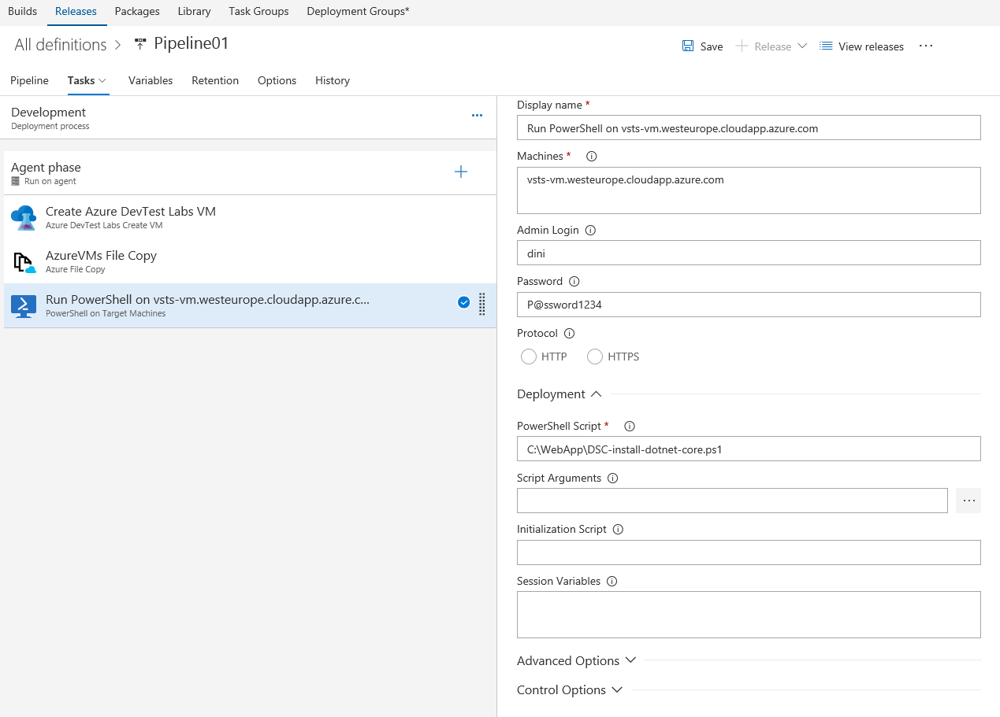 Builds Releases Packages Library Task Groups Deployment Groups*
All definitions > Pipeline01
Save Release View releases ...
Pipeline Tasks Variables Retention Options History
Development
Deployment process
Agent phase
Run on agent
Create Azure DevTest Labs VM
Azure DevTest Labs Create VM
AzureVMs File Copy
Azure File Copy
Run PowerShell on vsts-vm.westeurope.cloudapp.azure.c...
PowerShell on Target Machines
Display name *
Run PowerShell on vsts-vm.westeurope.cloudapp.azure.com
Machines *
vsts-vm.westeurope.cloudapp.azure.com
Admin Login
dini
Password
P@ssword1234
Protocol
HTTP HTTPS
Deployment
PowerShell Script *
C:\WebApp\DSC-install-dotnet-core.ps1
Script Arguments
...
Initialization Script
Session Variables
Advanced Options
Control Options